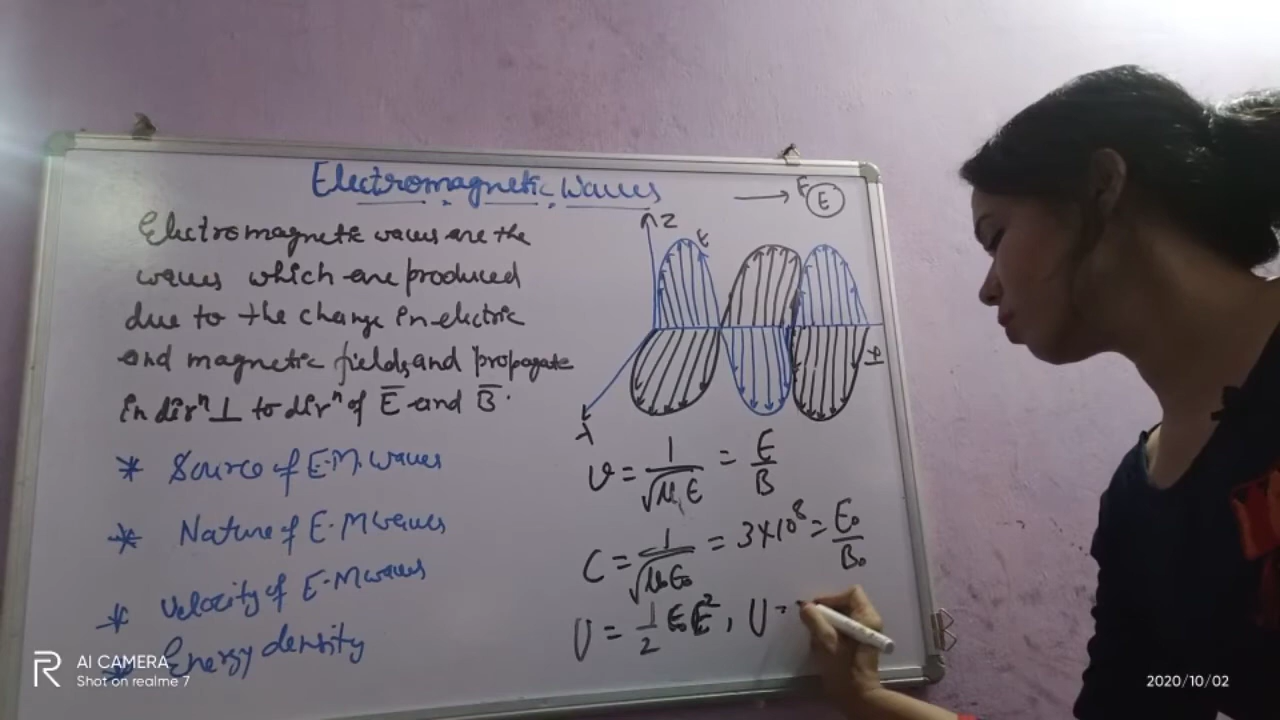 Electromagnetic waves
Electromagnetic waves are the
waves which are produced
due to the change in electric
and magnetic fields, and propagate
in dirⁿ ⊥ to dirⁿ of E̅ and B̅.
* Source of E.M. waves
* Nature of E.M waves
* Velocity of E.M waves
* Energy density
→ E
Z
E
υ = 1/√μ ε = E/B
C = 1/√μ₀ε₀ = 3×10⁸ = E₀/B₀
U = 1/2 ε₀E², U =
R
AI CAMERA
Shot on realme 7
2020/10/02